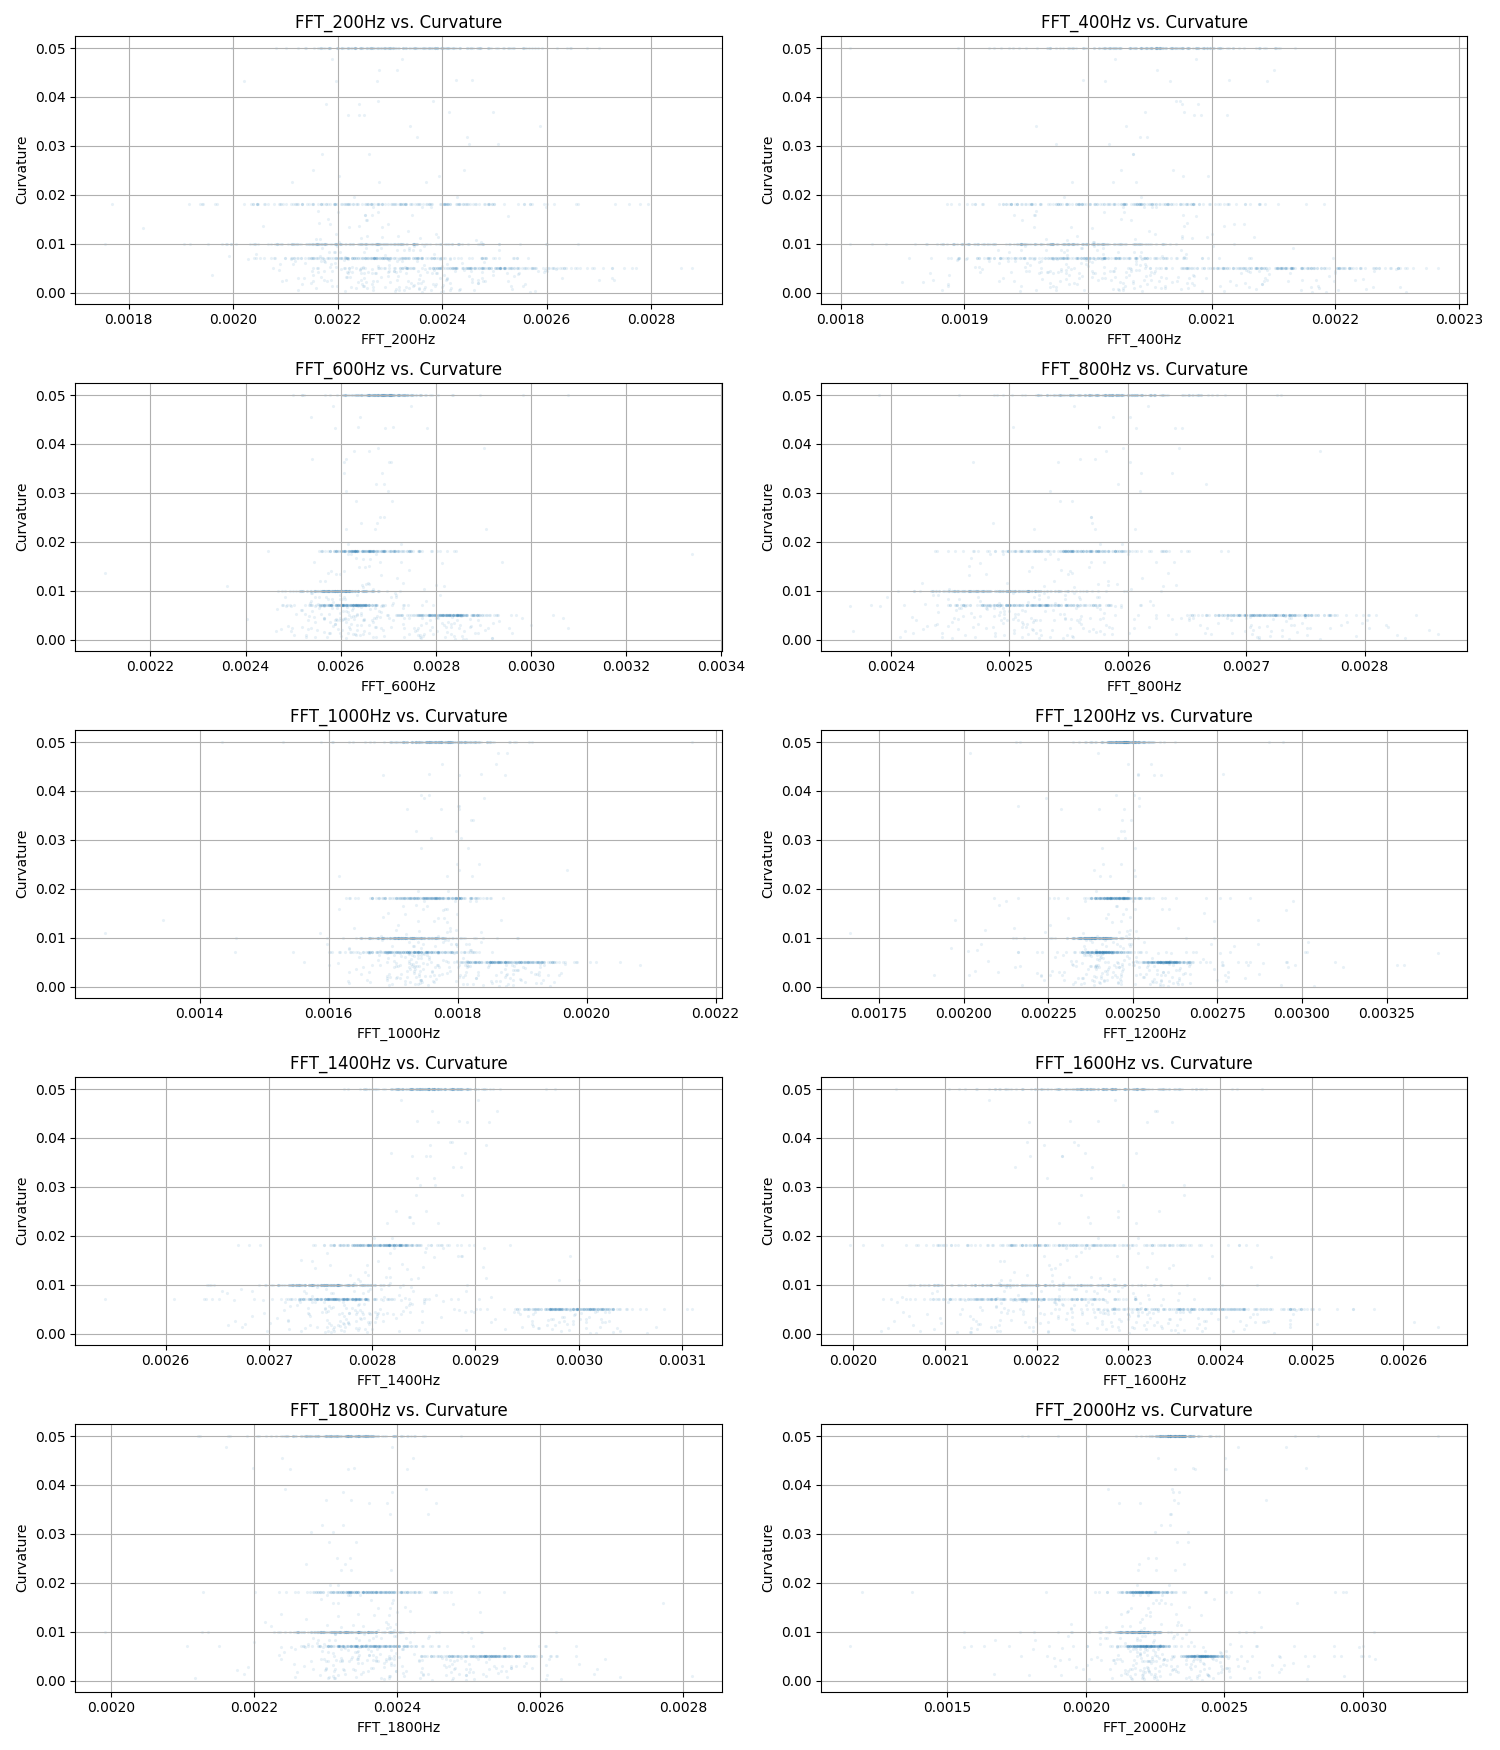 FFT_200Hz vs. Curvature
Curvature
0.05
0.04
0.03
0.02
0.01
0.00
0.0018 0.0020 0.0022 0.0024 0.0026 0.0028
FFT_200Hz
FFT_400Hz vs. Curvature
Curvature
0.05
0.04
0.03
0.02
0.01
0.00
0.0018 0.0019 0.0020 0.0021 0.0022 0.0023
FFT_400Hz
FFT_600Hz vs. Curvature
Curvature
0.05
0.04
0.03
0.02
0.01
0.00
0.0022 0.0024 0.0026 0.0028 0.0030 0.0032 0.0034
FFT_600Hz
FFT_800Hz vs. Curvature
Curvature
0.05
0.04
0.03
0.02
0.01
0.00
0.0024 0.0025 0.0026 0.0027 0.0028
FFT_800Hz
FFT_1000Hz vs. Curvature
Curvature
0.05
0.04
0.03
0.02
0.01
0.00
0.0014 0.0016 0.0018 0.0020 0.0022
FFT_1000Hz
FFT_1200Hz vs. Curvature
Curvature
0.05
0.04
0.03
0.02
0.01
0.00
0.00175 0.00200 0.00225 0.00250 0.00275 0.00300 0.00325
FFT_1200Hz
FFT_1400Hz vs. Curvature
Curvature
0.05
0.04
0.03
0.02
0.01
0.00
0.0026 0.0027 0.0028 0.0029 0.0030 0.0031
FFT_1400Hz
FFT_1600Hz vs. Curvature
Curvature
0.05
0.04
0.03
0.02
0.01
0.00
0.0020 0.0021 0.0022 0.0023 0.0024 0.0025 0.0026
FFT_1600Hz
FFT_1800Hz vs. Curvature
Curvature
0.05
0.04
0.03
0.02
0.01
0.00
0.0020 0.0022 0.0024 0.0026 0.0028
FFT_1800Hz
FFT_2000Hz vs. Curvature
Curvature
0.05
0.04
0.03
0.02
0.01
0.00
0.0015 0.0020 0.0025 0.0030
FFT_2000Hz